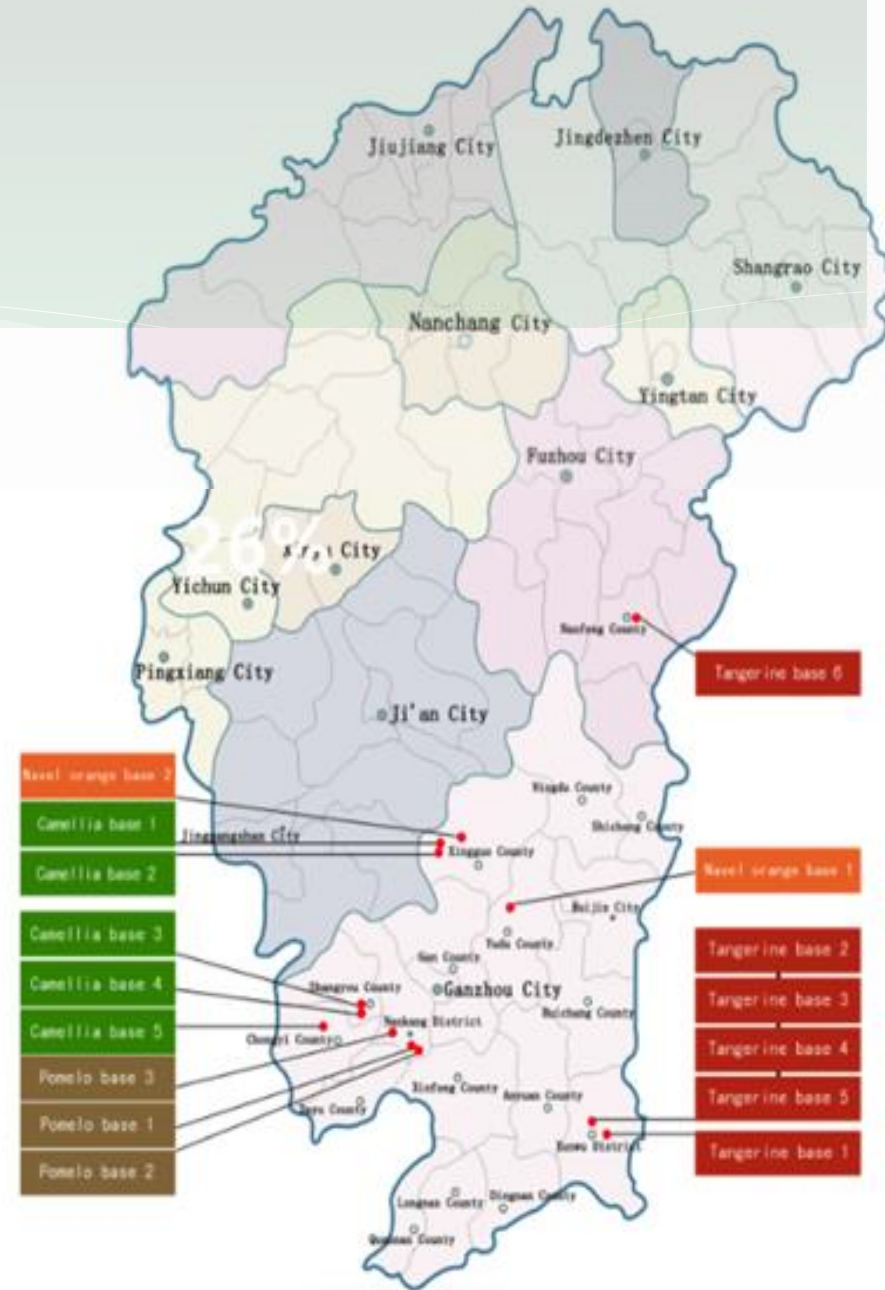 Jiujiang City
Jingdezhen City
Shangrao City
Nanchang City
Yingtan City
Fuzhou City
26%
City
Yichun City
Nanfeng County
Pingxiang City
Tangerine base 6
Ji'an City
Navel orange base 2
Ningdu County
Camellia base 1
Shicheng County
Jinggangshan City
Xingguo County
Camellia base 2
Navel orange base 1
Ruijin City
Camellia base 3
Yudu County
Tangerine base 2
Gan County
Camellia base 4
Shangyou County
Ganzhou City
Tangerine base 3
Huichang County
Nankang District
Camellia base 5
Chongyi County
Tangerine base 4
Pomelo base 3
Xinfeng County
Anyuan County
Tangerine base 5
Dayu County
Pomelo base 1
District
Tangerine base 1
Pomelo base 2
Longnan County
Dingnan County
Quannan County